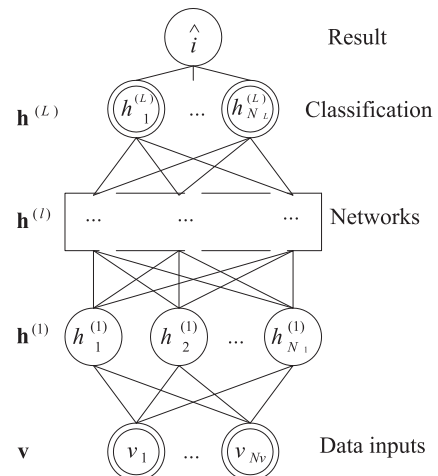 î Result
h^(L) h_1^(L) ... h_{N_L}^(L) Classification
h^(l) ... ... ... Networks
h^(1) h_1^(1) h_2^(1) ... h_{N_1}^(1)
v v_1 ... v_{Nv} Data inputs